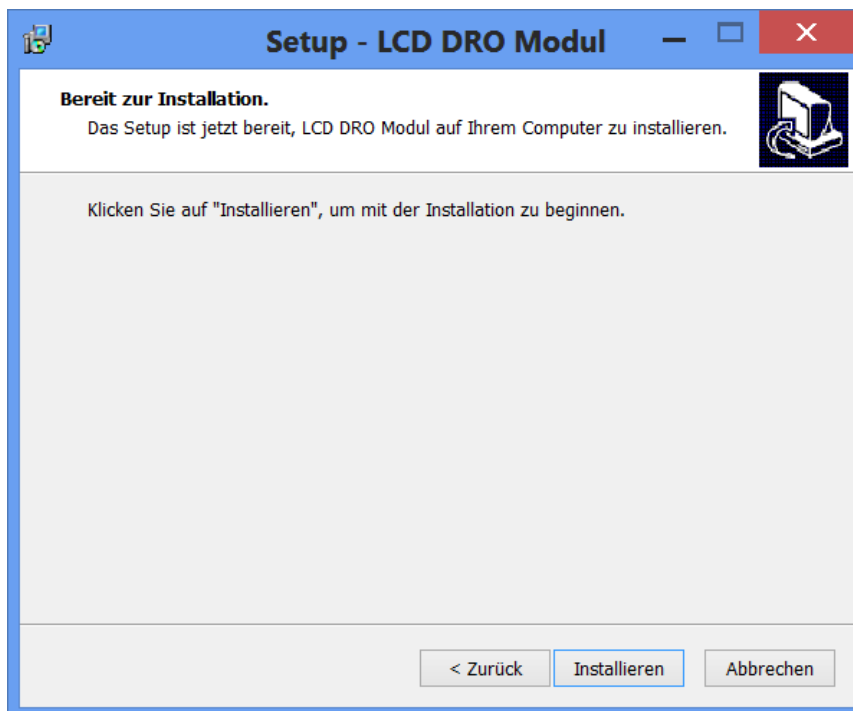 Setup - LCD DRO Modul
Bereit zur Installation.
Das Setup ist jetzt bereit, LCD DRO Modul auf Ihrem Computer zu installieren.
Klicken Sie auf "Installieren", um mit der Installation zu beginnen.
< Zurück Installieren Abbrechen